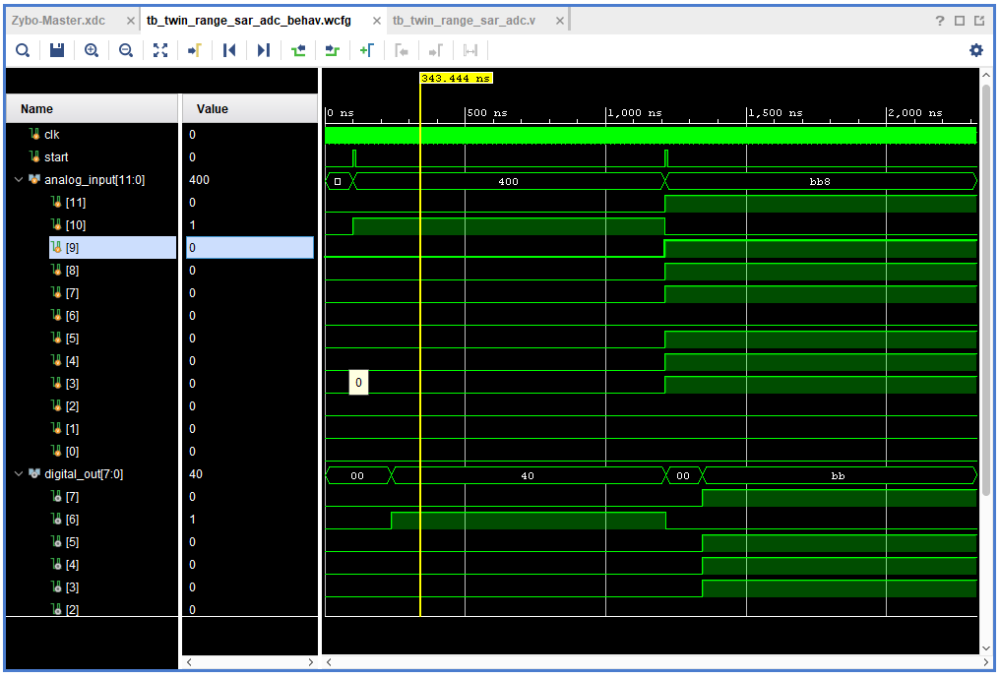 Zybo-Master.xdc × tb_twin_range_sar_adc_behav.wcfg × tb_twin_range_sar_adc.v × ?
343.444 ns
Name Value
0 ns 500 ns 1,000 ns 1,500 ns 2,000 ns
clk 0
start 0
analog_input[11:0] 400 400 bb8
[11] 0
[10] 1
[9] 0
[8] 0
[7] 0
[6] 0
[5] 0
[4] 0
[3] 0 0
[2] 0
[1] 0
[0] 0
digital_out[7:0] 40 00 40 00 bb
[7] 0
[6] 1
[5] 0
[4] 0
[3] 0
[2] 0